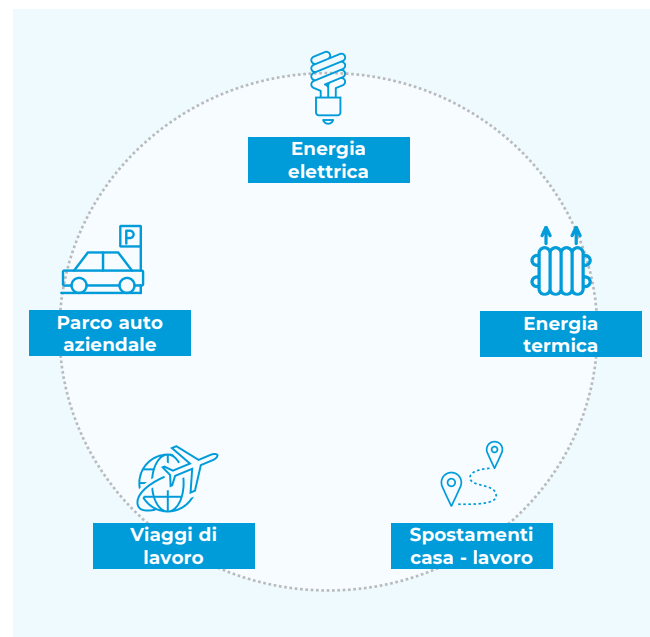 Energia
elettrica
P
Parco auto
aziendale
Energia
termica
Viaggi di
lavoro
Spostamenti
casa - lavoro